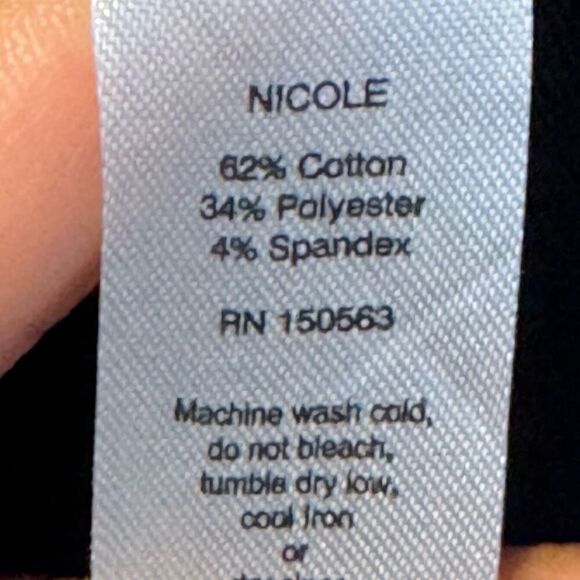 NICOLE
62% Cotton
34% Polyester
4% Spandex
RN 150563
Machine wash cold,
do not bleach,
tumble dry low,
cool Iron
or